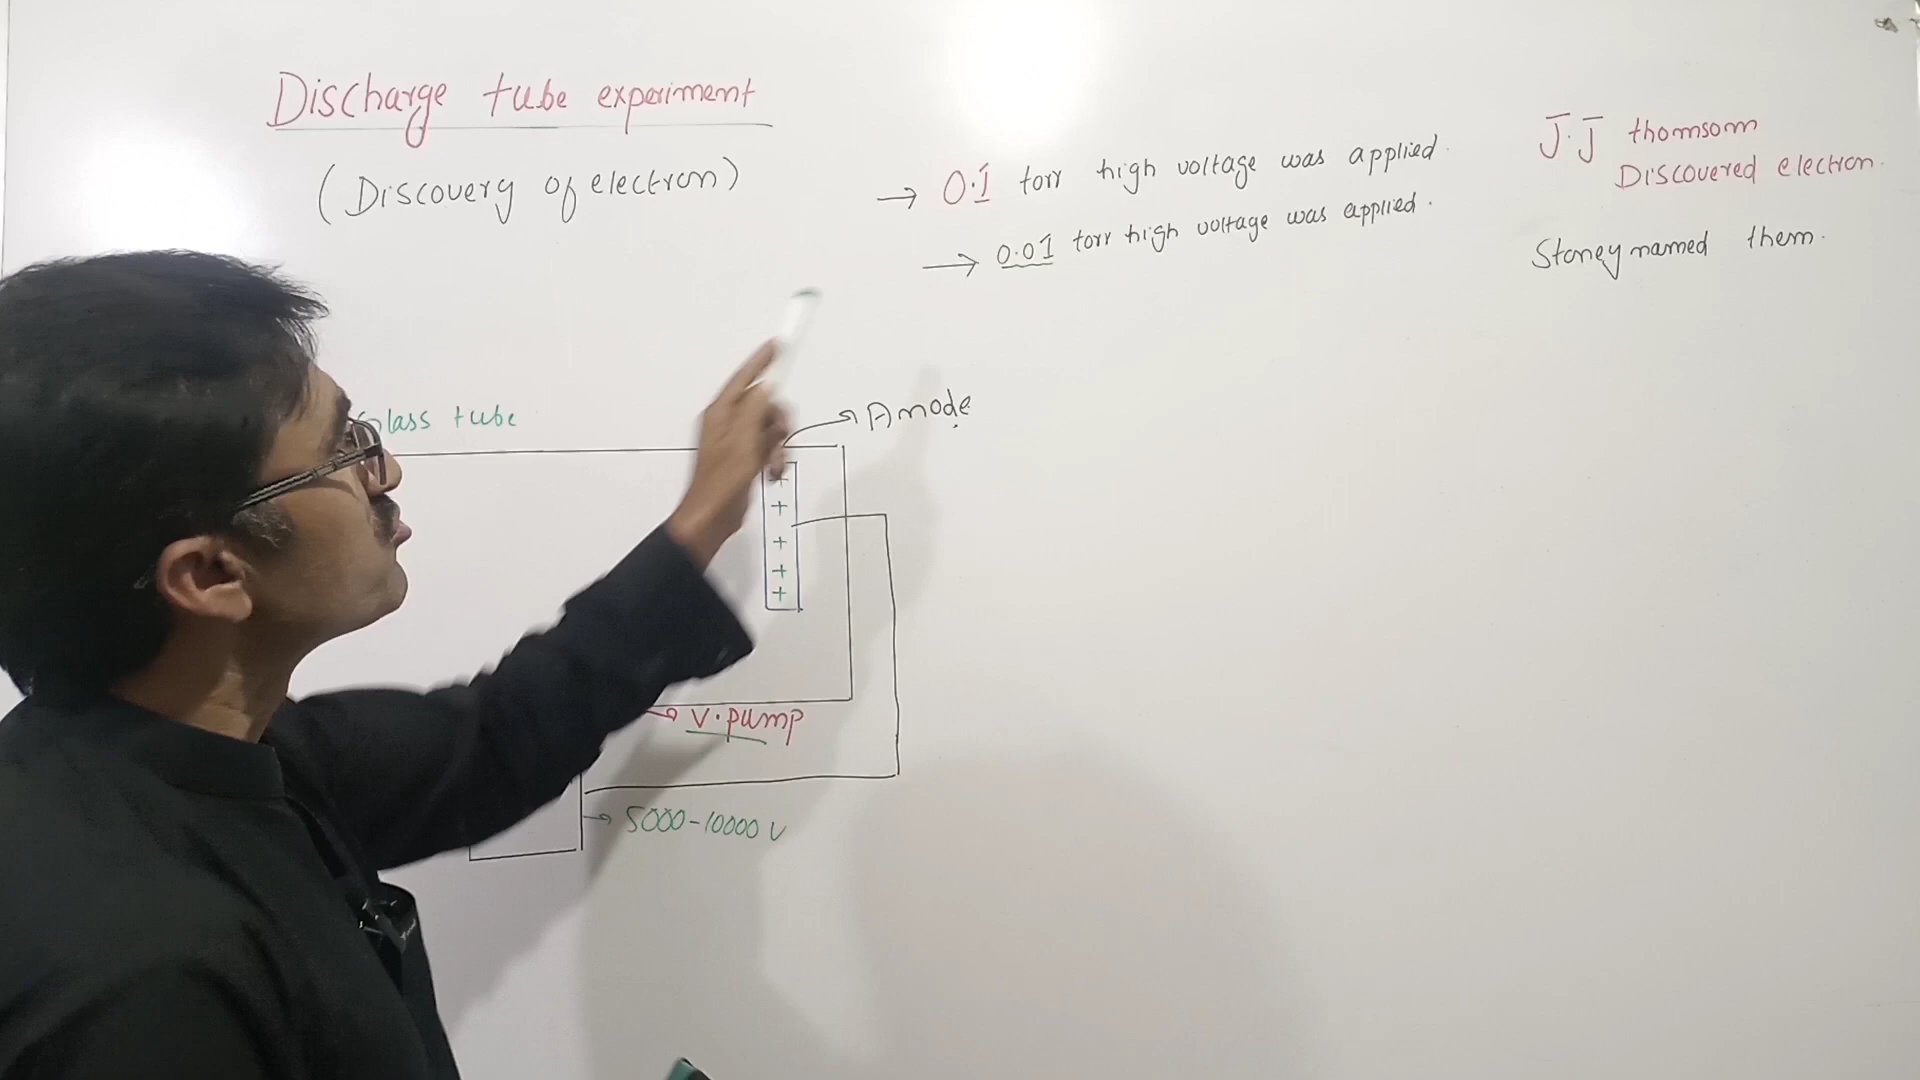 Discharge tube experiment
(Discovery of electron)
→ 0.1 torr high voltage was applied.
→ 0.01 torr high voltage was applied.
J.J thomsom
Discovered electron.
Stoney named them.
Glass tube
Anode
+
+
+
+
+
V.pump
5000-10000 V